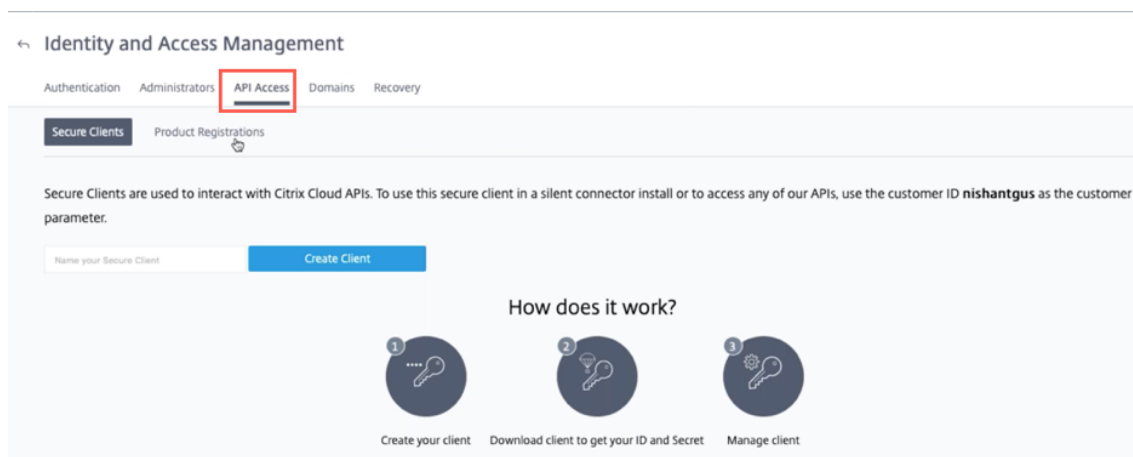 Identity and Access Management
Authentication Administrators API Access Domains Recovery
Secure Clients Product Registrations
Secure Clients are used to interact with Citrix Cloud APIs. To use this secure client in a silent connector install or to access any of our APIs, use the customer ID nishantgus as the customer
parameter.
Name your Secure Client Create Client
How does it work?
1 2 3
Create your client Download client to get your ID and Secret Manage client